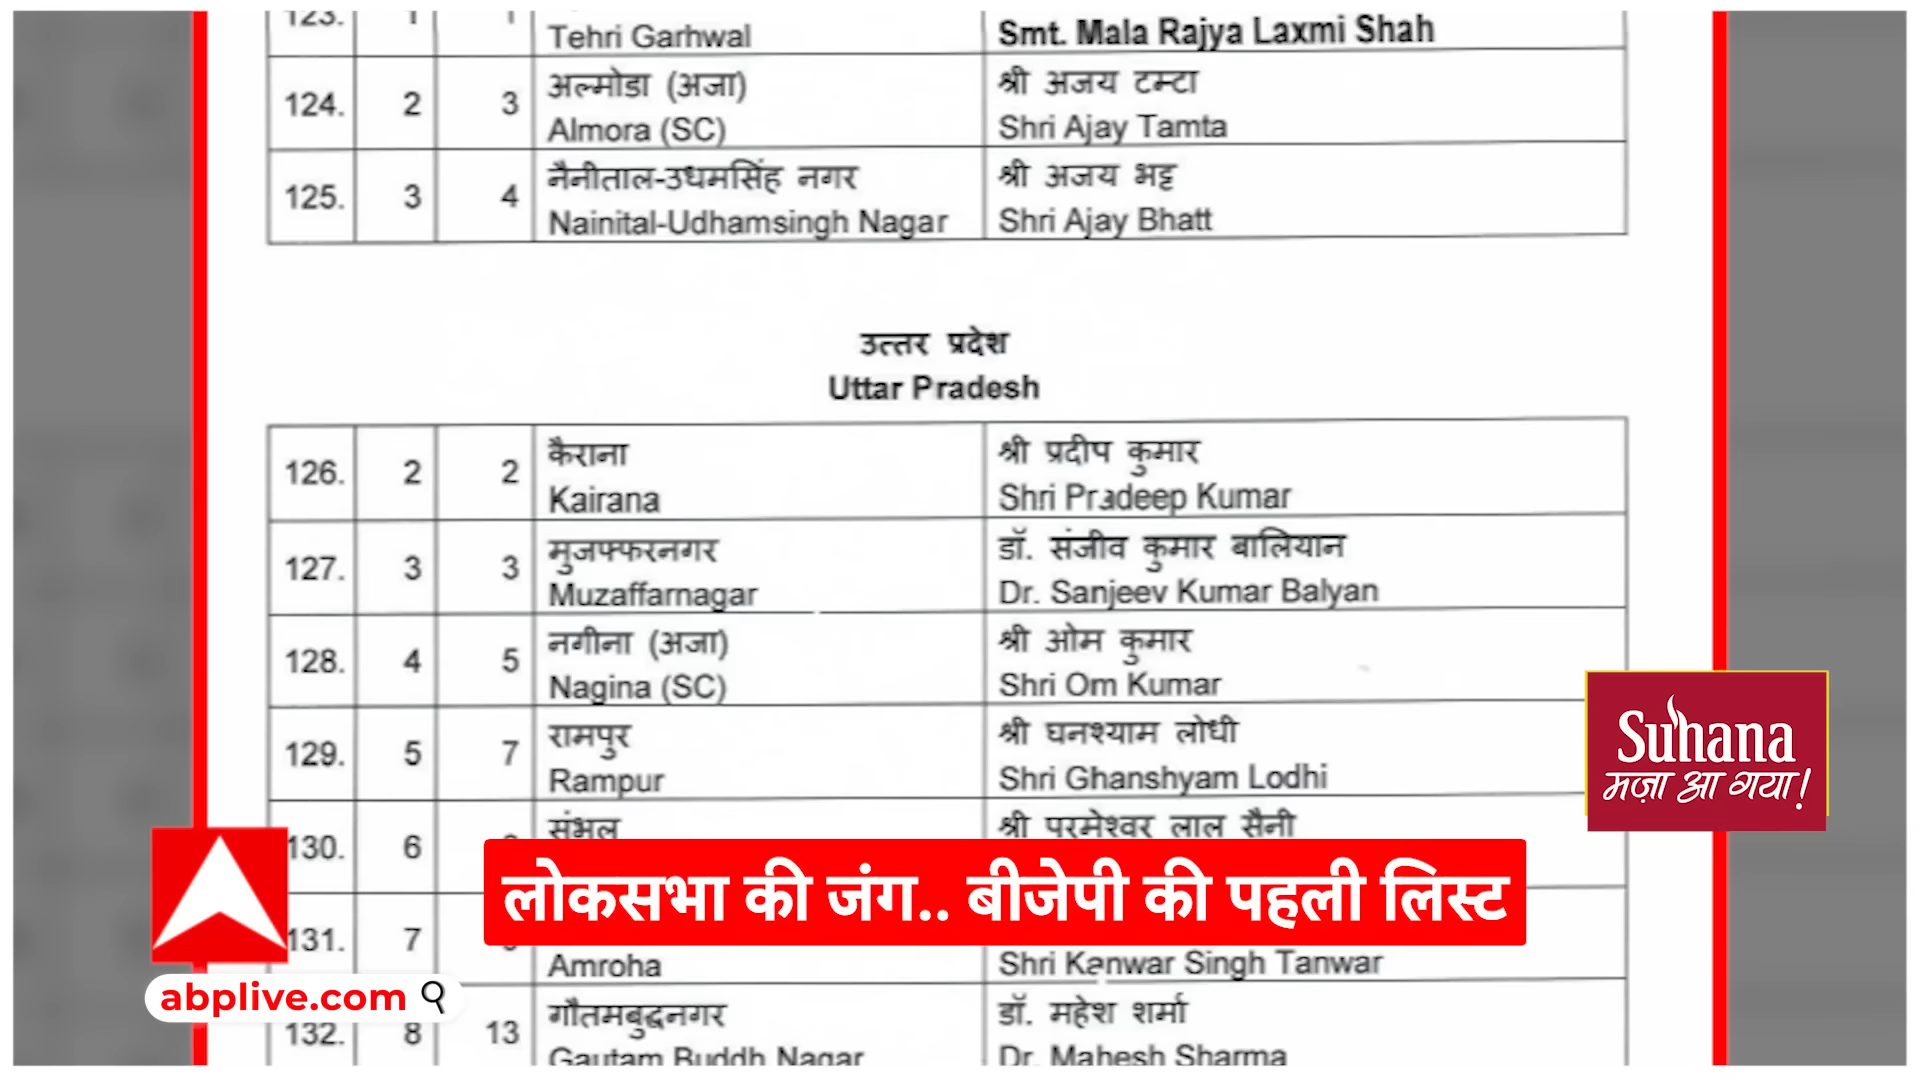 123. 1 1 Tehri Garhwal Smt. Mala Rajya Laxmi Shah
124. 2 3 अल्मोडा (अजा) श्री अजय टम्टा
Almora (SC) Shri Ajay Tamta
125. 3 4 नैनीताल-उधमसिंह नगर श्री अजय भट्ट
Nainital-Udhamsingh Nagar Shri Ajay Bhatt
उत्तर प्रदेश
Uttar Pradesh
126. 2 2 कैराना श्री प्रदीप कुमार
Kairana Shri Pradeep Kumar
127. 3 3 मुजफ्फरनगर डॉ. संजीव कुमार बालियान
Muzaffarnagar Dr. Sanjeev Kumar Balyan
128. 4 5 नगीना (अजा) श्री ओम कुमार
Nagina (SC) Shri Om Kumar
129. 5 7 रामपुर श्री घनश्याम लोधी
Rampur Shri Ghanshyam Lodhi
130. 6 संभल श्री परमेश्वर लाल सैनी
131. 7
Amroha Shri Kanwar Singh Tanwar
132. 8 13 गौतमबुद्धनगर डॉ. महेश शर्मा
Gautam Buddh Nagar Dr. Mahesh Sharma
Suhana
मज़ा आ गया!
लोकसभा की जंग.. बीजेपी की पहली लिस्ट
abplive.com